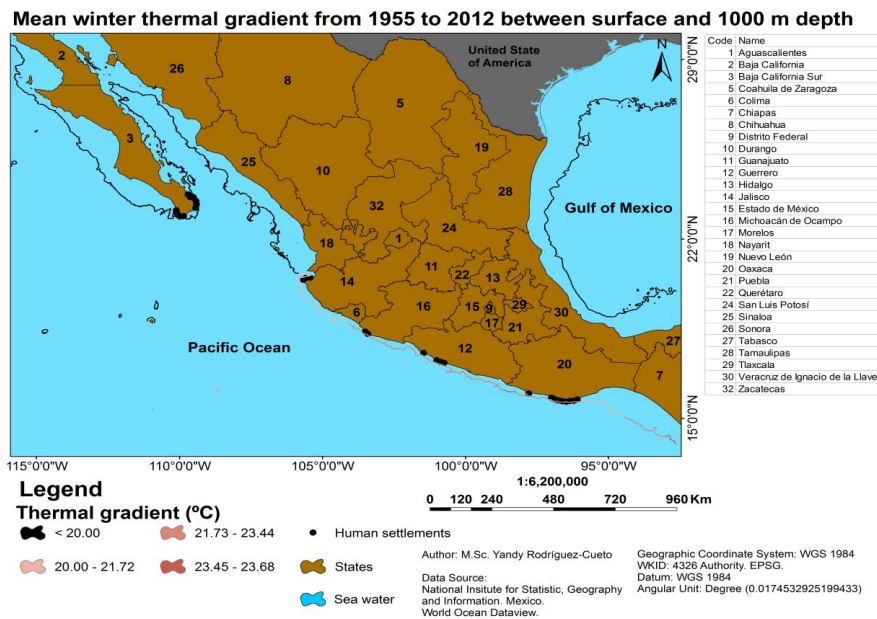 Mean winter thermal gradient from 1955 to 2012 between surface and 1000 m depth
United State
of America
N
29°0'0"N
22°0'0"N
15°0'0"N
2
26
8
5
3
25
10
19
28
32
24
Gulf of Mexico
18
1
14
11
22
13
6
16
15
9
29
30
17
21
27
12
20
7
Pacific Ocean
115°0'0"W
110°0'0"W
105°0'0"W
100°0'0"W
95°0'0"W
Code Name
1 Aguascalientes
2 Baja California
3 Baja California Sur
5 Coahuila de Zaragoza
6 Colima
7 Chiapas
8 Chihuahua
9 Distrito Federal
10 Durango
11 Guanajuato
12 Guerrero
13 Hidalgo
14 Jalisco
15 Estado de México
16 Michoacán de Ocampo
17 Morelos
18 Nayarit
19 Nuevo León
20 Oaxaca
21 Puebla
22 Querétaro
24 San Luis Potosí
25 Sinaloa
26 Sonora
27 Tabasco
28 Tamaulipas
29 Tlaxcala
30 Veracruz de Ignacio de la Llave
32 Zacatecas
Legend
Thermal gradient (ºC)
< 20.00
21.73 - 23.44
Human settlements
20.00 - 21.72
23.45 - 23.68
States
Sea water
1:6,200,000
0 120 240 480 720 960 Km
Author: M.Sc. Yandy Rodríguez-Cueto
Data Source:
National Insitute for Statistic, Geography
and Information. Mexico.
World Ocean Dataview.
Geographic Coordinate System: WGS 1984
WKID: 4326 Authority. EPSG.
Datum: WGS 1984
Angular Unit: Degree (0.0174532925199433)